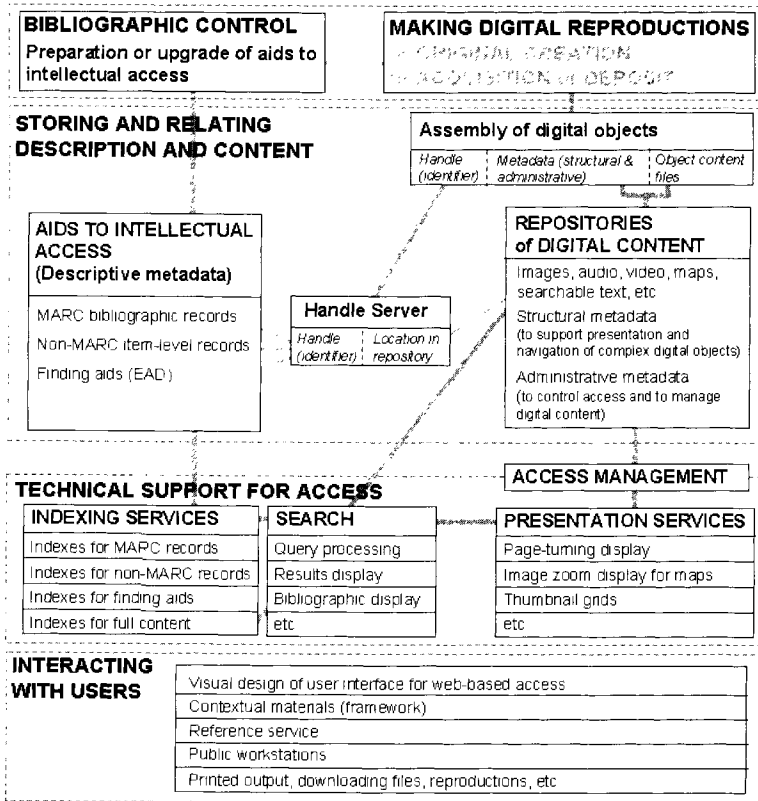 BIBLIOGRAPHIC CONTROL
Preparation or upgrade of aids to
intellectual access
MAKING DIGITAL REPRODUCTIONS
or ORIGINAL CREATION
or ACQUISITION or DEPOSIT
STORING AND RELATING
DESCRIPTION AND CONTENT
Assembly of digital objects
Handle
(identifier)
Metadata (structural &
administrative)
Object content
files
AIDS TO INTELLECTUAL
ACCESS
(Descriptive metadata)
MARC bibliographic records
Non-MARC item-level records
Finding aids (EAD)
Handle Server
Handle
(identifier)
Location in
repository
REPOSITORIES
of DIGITAL CONTENT
Images, audio, video, maps,
searchable text, etc
Structural metadata
(to support presentation and
navigation of complex digital objects)
Administrative metadata
(to control access and to manage
digital content)
ACCESS MANAGEMENT
TECHNICAL SUPPORT FOR ACCESS
INDEXING SERVICES
Indexes for MARC records
Indexes for non-MARC records
Indexes for finding aids
Indexes for full content
SEARCH
Query processing
Results display
Bibliographic display
etc
PRESENTATION SERVICES
Page-turning display
Image zoom display for maps
Thumbnail grids
etc
INTERACTING
WITH USERS
Visual design of user interface for web-based access
Contextual materials (framework)
Reference service
Public workstations
Printed output, downloading files, reproductions, etc